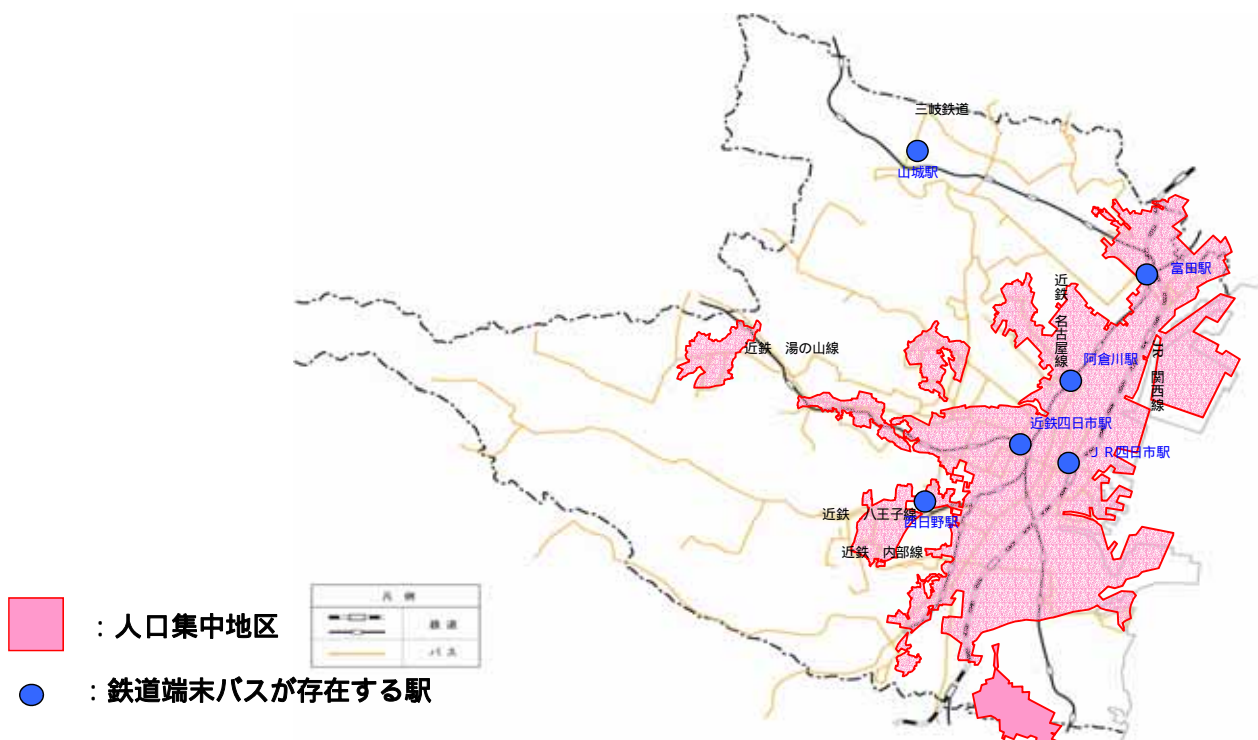 三岐鉄道
山城駅
富田駅
近鉄 名古屋線
近鉄 湯の山線
阿倉川駅
JR 関西線
近鉄四日市駅
JR四日市駅
近鉄 八王子線
西日野駅
近鉄 内部線
凡例
鉄道
バス
：人口集中地区
：鉄道端末バスが存在する駅